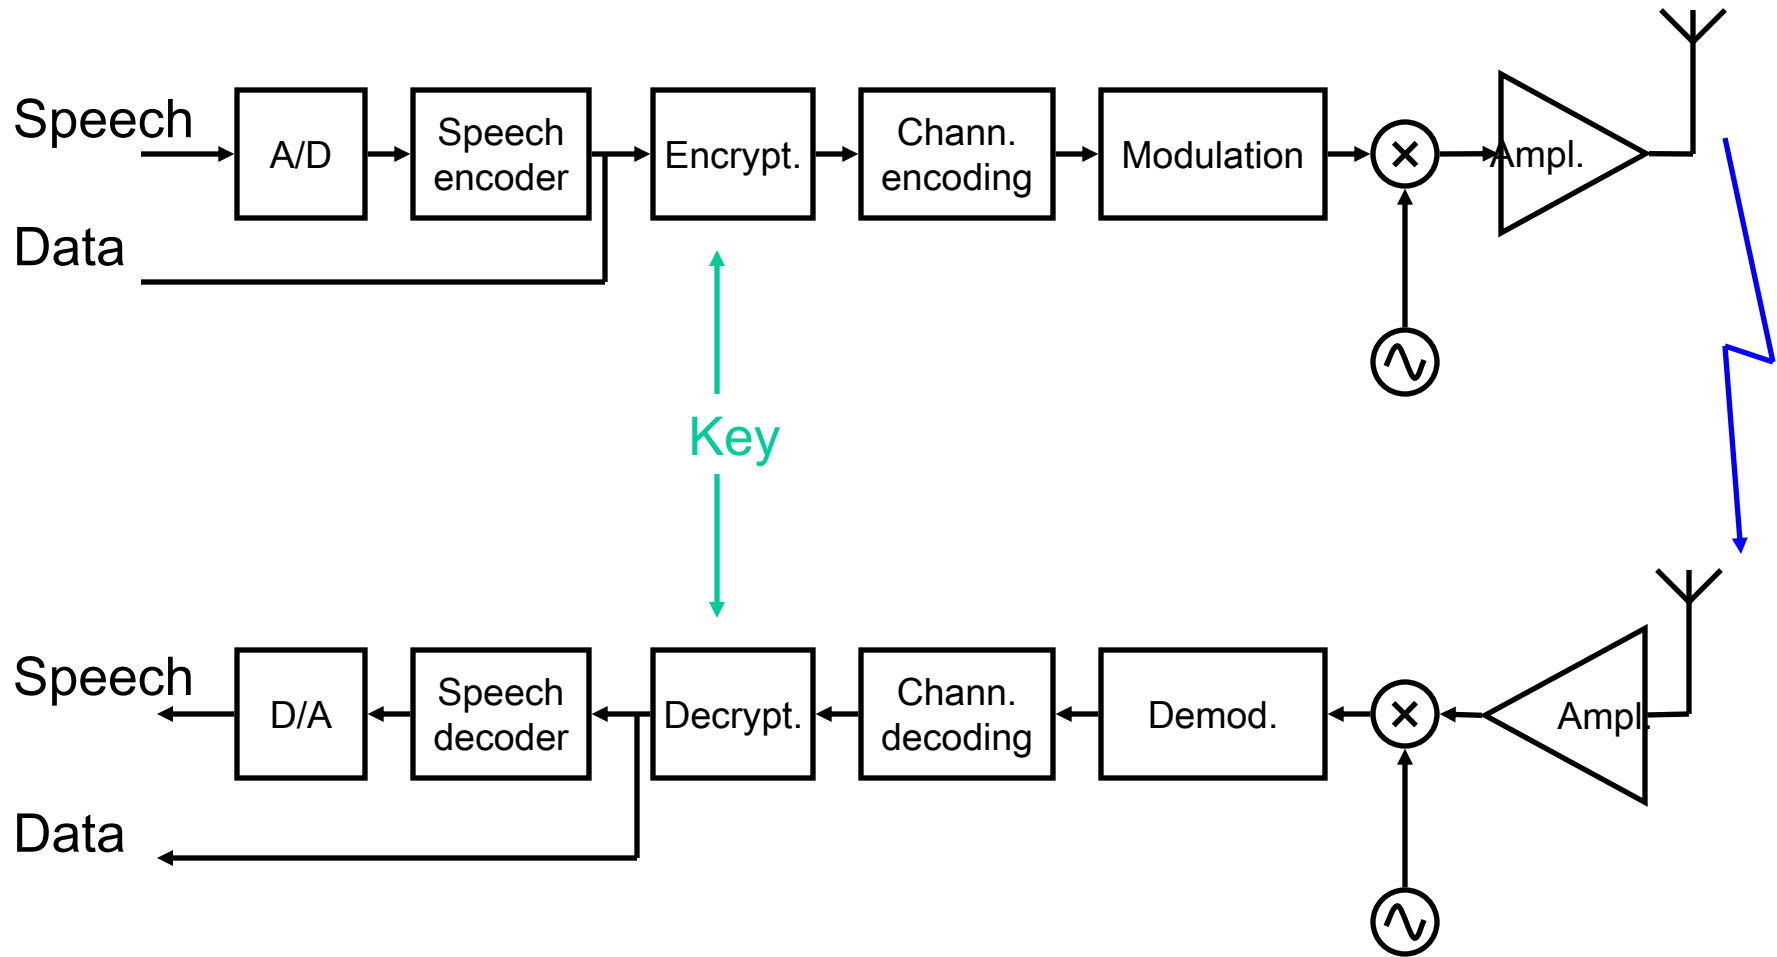 Speech
A/D
Speech
encoder
Encrypt.
Chann.
encoding
Modulation
Ampl.
Data
Key
Speech
D/A
Speech
decoder
Decrypt.
Chann.
decoding
Demod.
Ampl.
Data